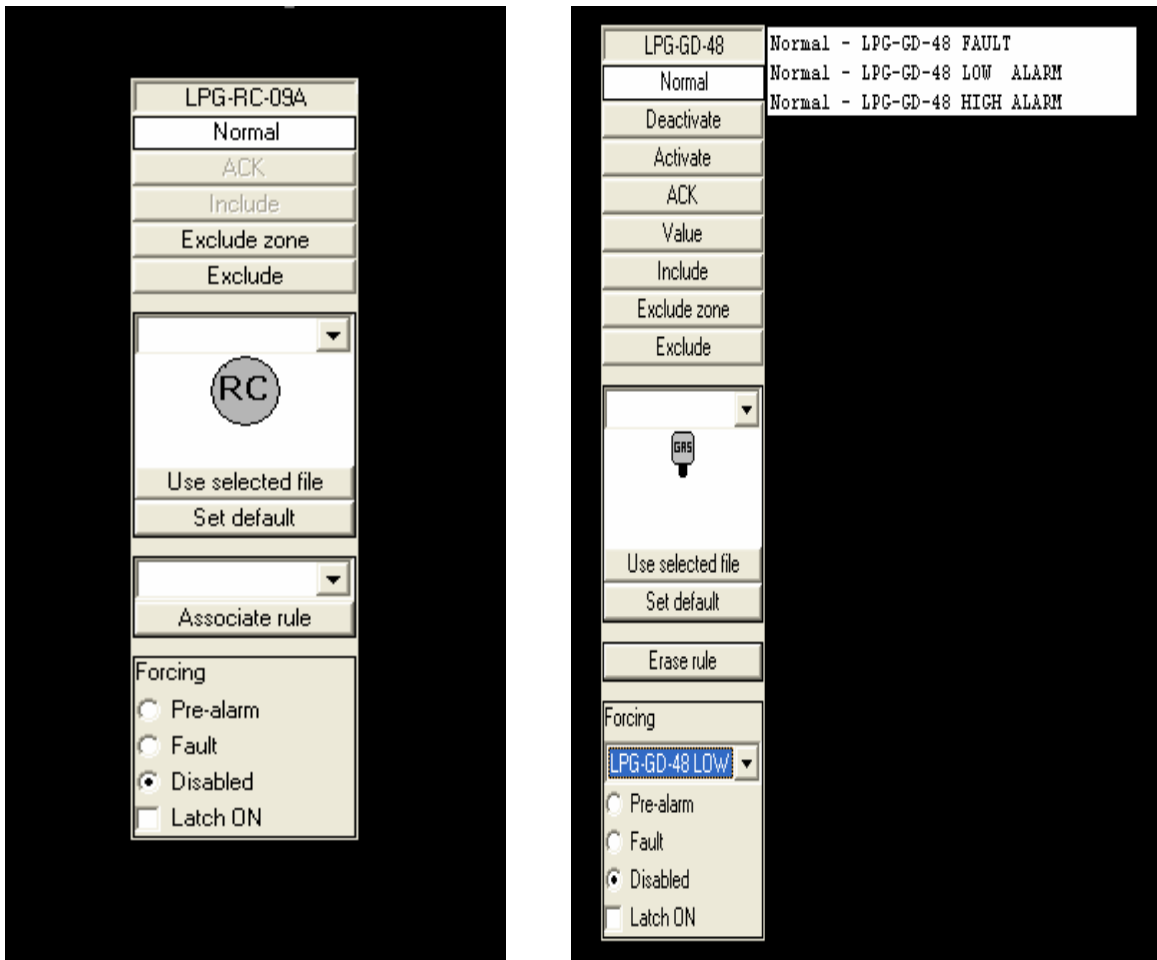 LPG-RC-09A
Normal
ACK
Include
Exclude zone
Exclude
RC
Use selected file
Set default
Associate rule
Forcing
Pre-alarm
Fault
Disabled
Latch ON
LPG-GD-48
Normal
Deactivate
Activate
ACK
Value
Include
Exclude zone
Exclude
GAS
Use selected file
Set default
Erase rule
Forcing
LPG-GD-48 LOW
Pre-alarm
Fault
Disabled
Latch ON
Normal - LPG-GD-48 FAULT
Normal - LPG-GD-48 LOW  ALARM
Normal - LPG-GD-48 HIGH ALARM